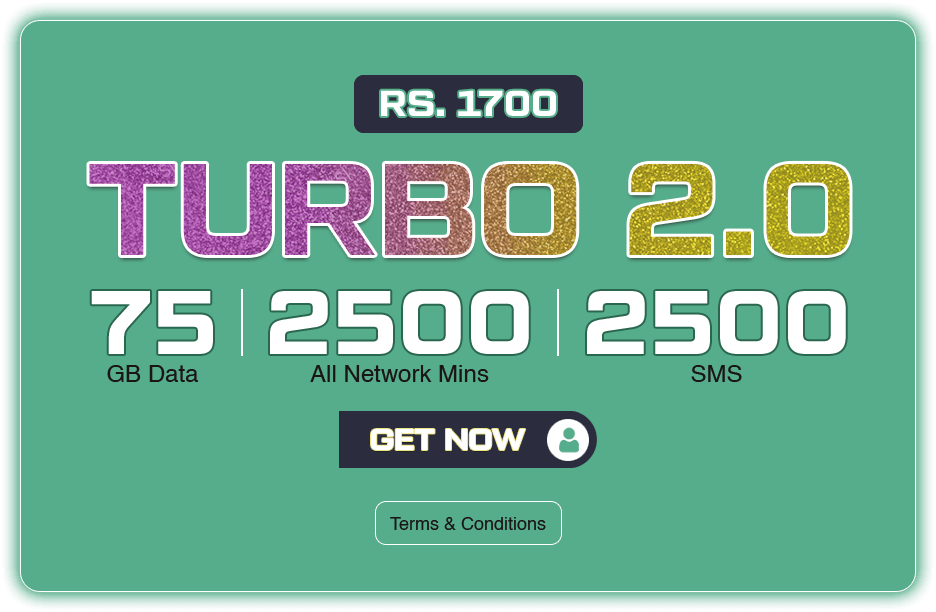 RS. 1700
TURBO 2.0
75 2500 2500
GB Data All Network Mins SMS
GET NOW
Terms & Conditions